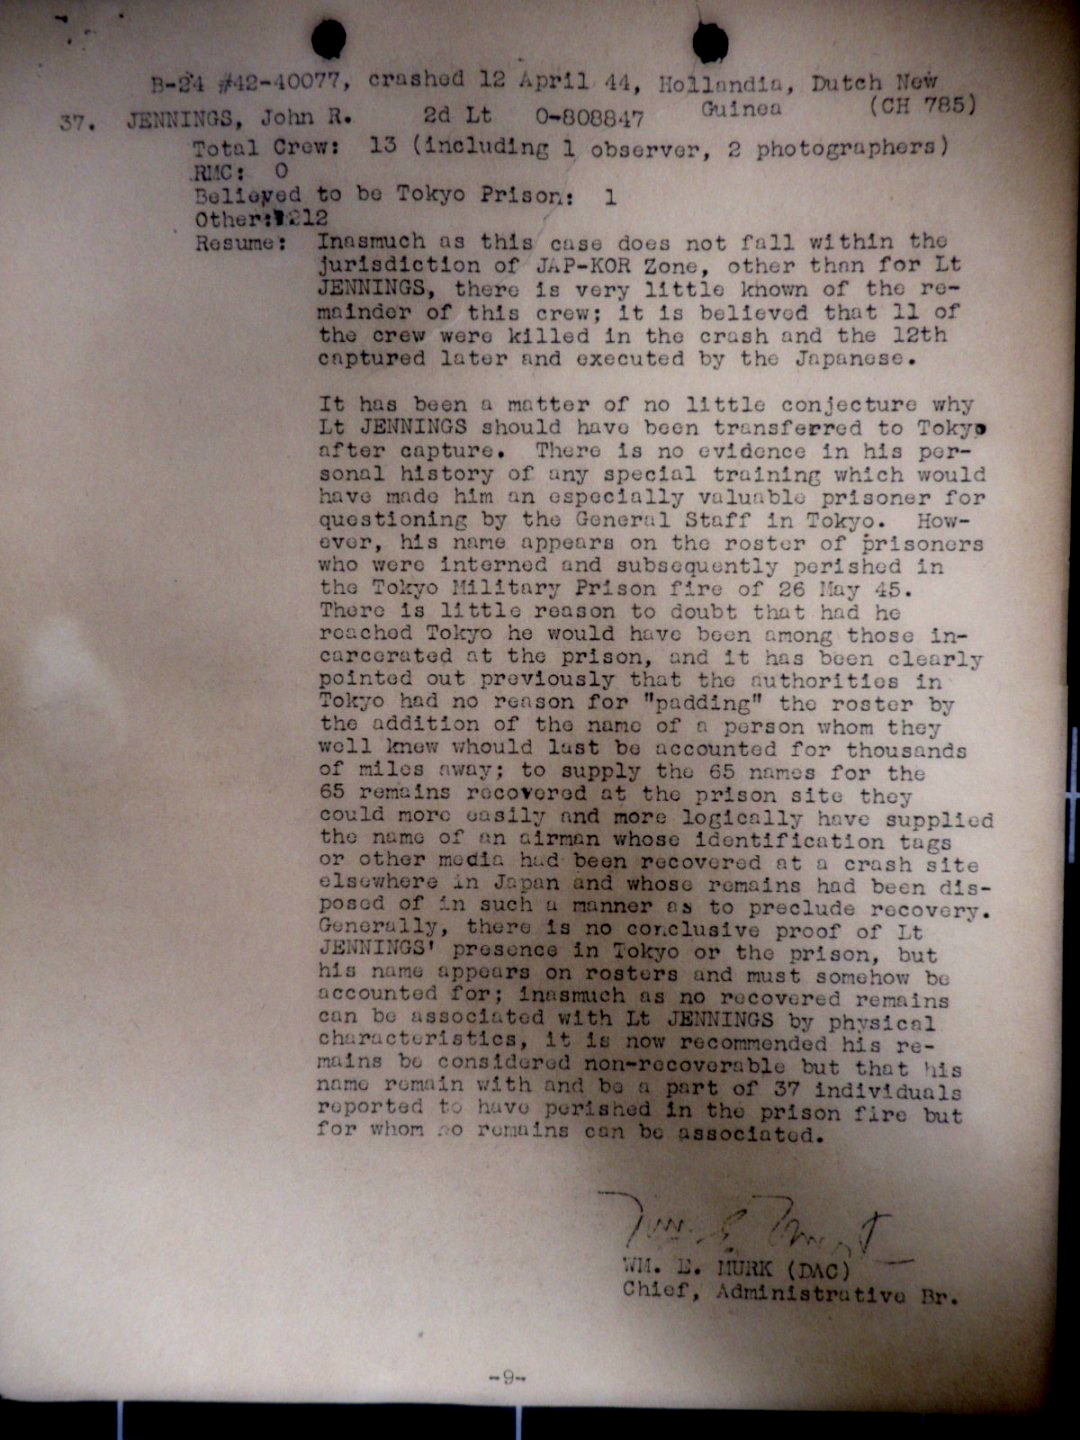 B-24 #42-40077, crashed 12 April 44, Hollandia, Dutch New
Guinea (CH 785)
37. JENNINGS, John R. 2d Lt O-808847
Total Crew: 13 (including 1 observer, 2 photographers)
RMC: 0
Believed to be Tokyo Prison: 1
Other: 12
Resume: Inasmuch as this case does not fall within the
jurisdiction of JAP-KOR Zone, other than for Lt
JENNINGS, there is very little known of the re-
mainder of this crew; it is believed that 11 of
the crew were killed in the crash and the 12th
captured later and executed by the Japanese.
It has been a matter of no little conjecture why
Lt JENNINGS should have been transferred to Tokyo
after capture. There is no evidence in his per-
sonal history of any special training which would
have made him an especially valuable prisoner for
questioning by the General Staff in Tokyo. How-
ever, his name appears on the roster of prisoners
who were interned and subsequently perished in
the Tokyo Military Prison fire of 26 May 45.
There is little reason to doubt that had he
reached Tokyo he would have been among those in-
carcerated at the prison, and it has been clearly
pointed out previously that the authorities in
Tokyo had no reason for "padding" the roster by
the addition of the name of a person whom they
well knew whould last be accounted for thousands
of miles away; to supply the 65 names for the
65 remains recovered at the prison site they
could more easily and more logically have supplied
the name of an airman whose identification tags
or other media had been recovered at a crash site
elsewhere in Japan and whose remains had been dis-
posed of in such a manner as to preclude recovery.
Generally, there is no conclusive proof of Lt
JENNINGS' presence in Tokyo or the prison, but
his name appears on rosters and must somehow be
accounted for; inasmuch as no recovered remains
can be associated with Lt JENNINGS by physical
characteristics, it is now recommended his re-
mains be considered non-recoverable but that his
name remain with and be a part of 37 individuals
reported to have perished in the prison fire but
for whom no remains can be associated.
WM. E. MURK (DAC)
Chief, Administrative Br.
-9-